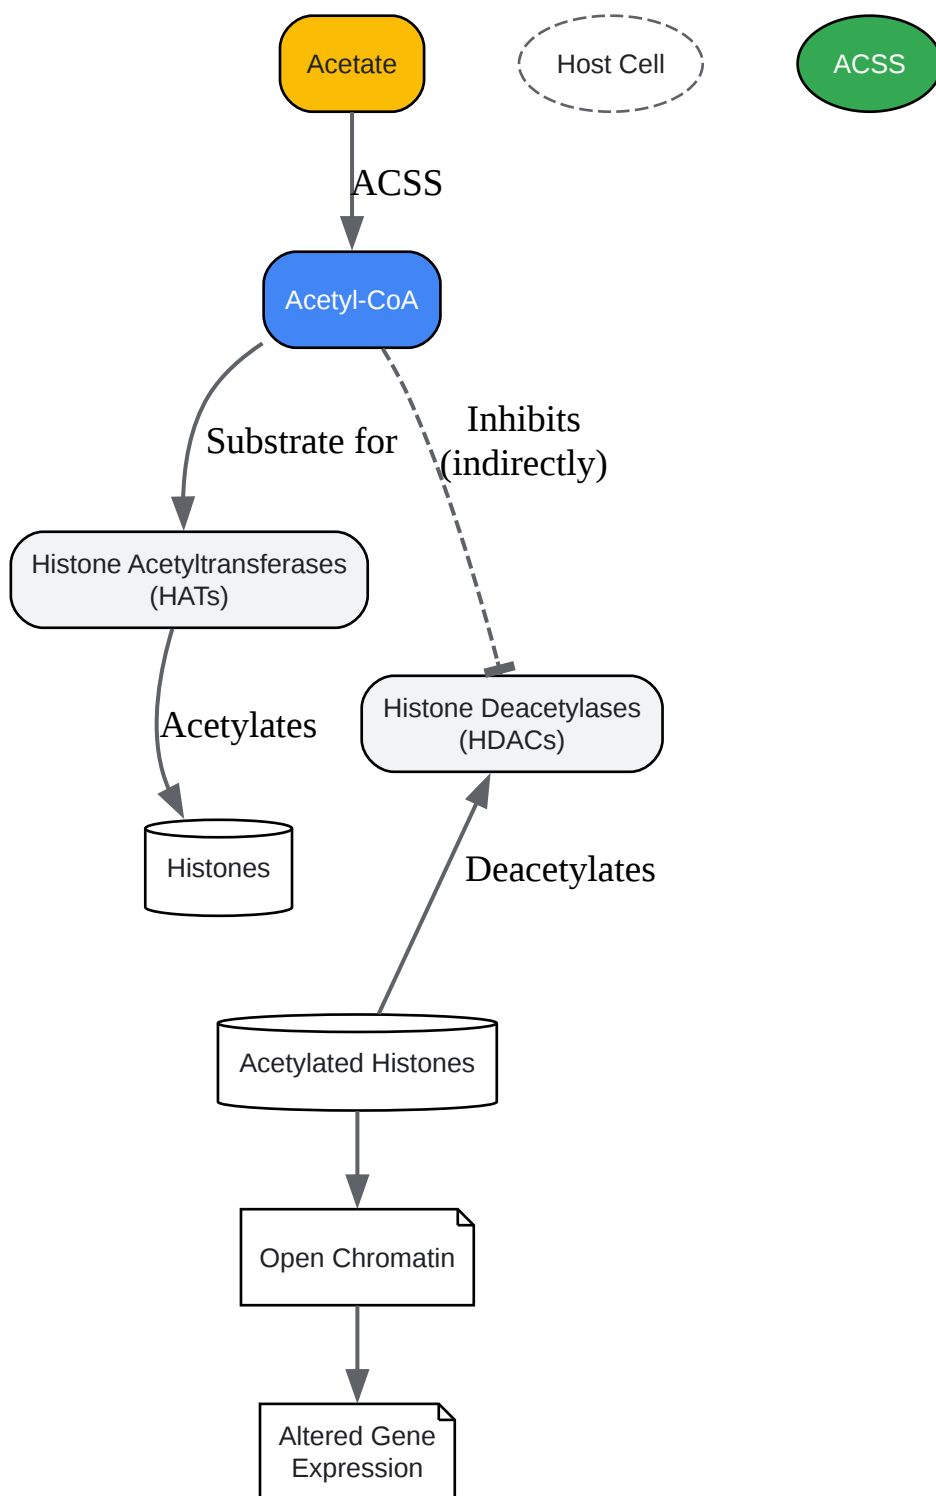 Acetate
Host Cell
ACSS
ACSS
Acetyl-CoA
Substrate for
Inhibits
(indirectly)
Histone Acetyltransferases
(HATs)
Acetylates
Histone Deacetylases
(HDACs)
Histones
Deacetylates
Acetylated Histones
Open Chromatin
Altered Gene
Expression